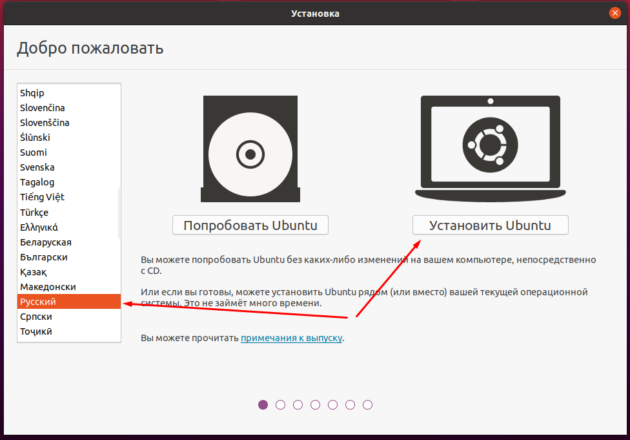 Установка
Добро пожаловать
Shqip
Slovenčina
Slovenščina
Ślůnski
Suomi
Svenska
Tagalog
Tiếng Việt
Türkçe
Ελληνικά
Беларуская
Български
Қазақ
Македонски
Русский
Српски
Тоҷикӣ
Попробовать Ubuntu
Установить Ubuntu
Вы можете попробовать Ubuntu без каких-либо изменений на вашем компьютере, непосредственно
с CD.
Или если вы готовы, можете установить Ubuntu рядом (или вместо) вашей текущей операционной
системы. Это не займёт много времени.
Вы можете прочитать примечания к выпуску.